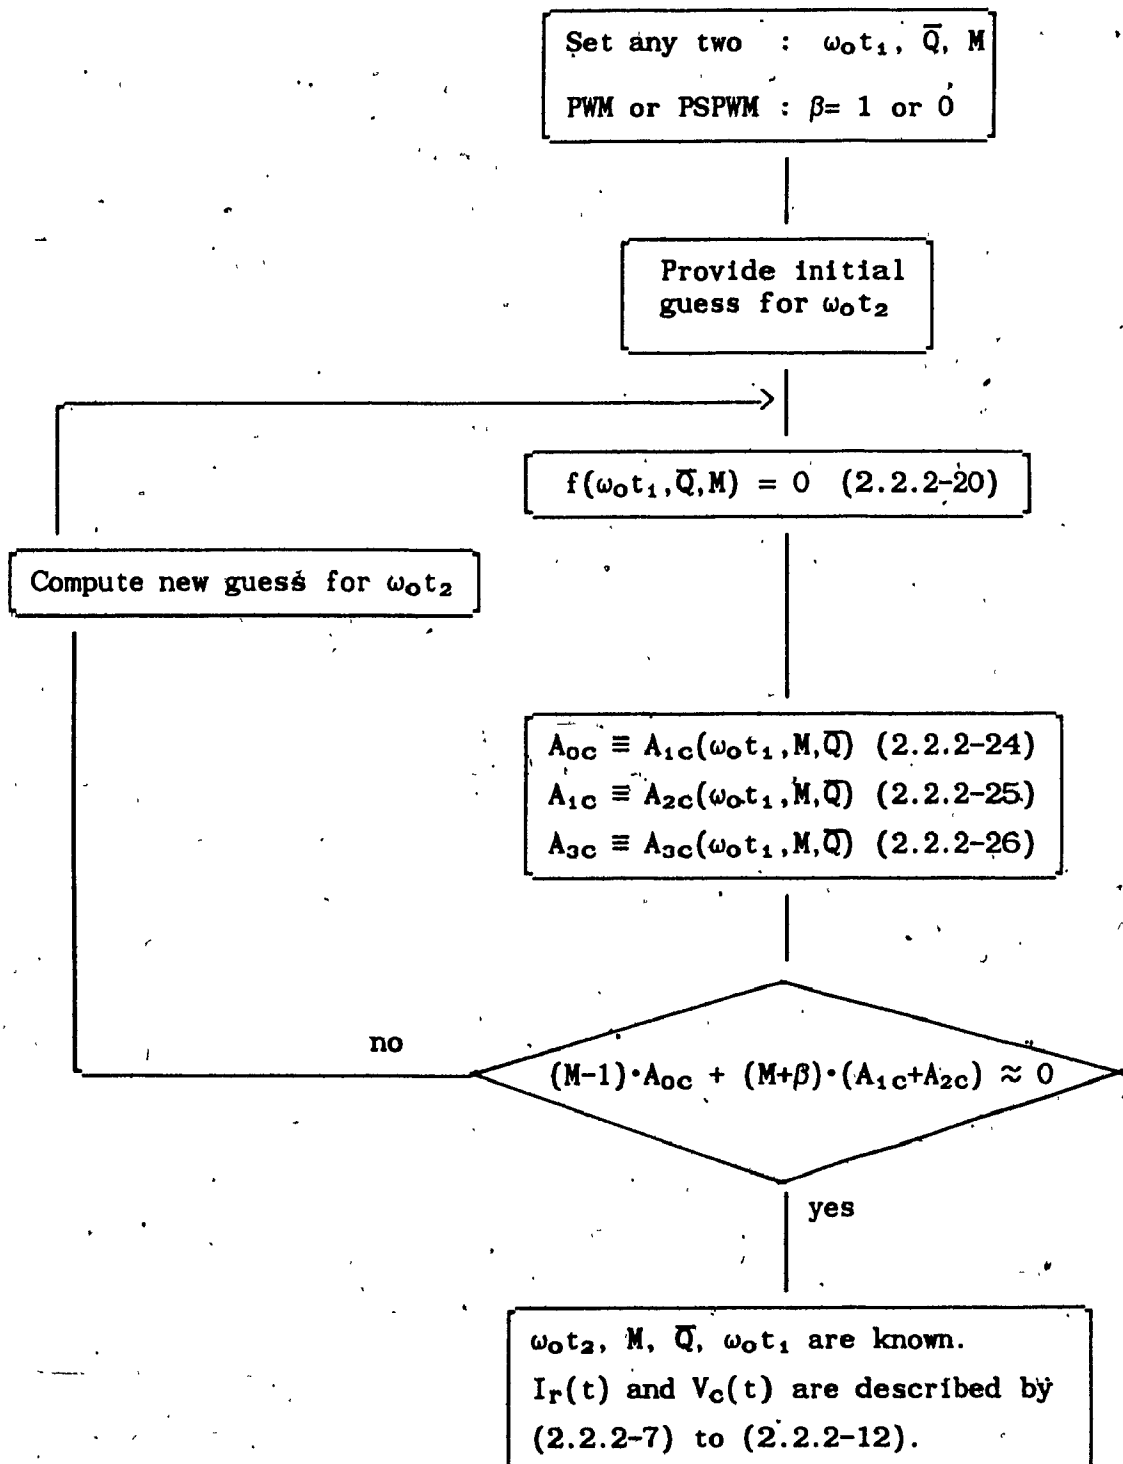 Set any two : ω₀t₁, Q̅, M
PWM or PSPWM : β= 1 or 0
Provide initial
guess for ω₀t₂
f(ω₀t₁,Q̅,M) = 0 (2.2.2-20)
Compute new guess for ω₀t₂
A₀c ≡ A₁c(ω₀t₁,M,Q̅) (2.2.2-24)
A₁c ≡ A₂c(ω₀t₁,M,Q̅) (2.2.2-25)
A₃c ≡ A₃c(ω₀t₁,M,Q̅) (2.2.2-26)
no
(M-1)·A₀c + (M+β)·(A₁c+A₂c) ≈ 0
yes
ω₀t₂, M, Q̅, ω₀t₁ are known.
Iᵣ(t) and Vc(t) are described by
(2.2.2-7) to (2.2.2-12).